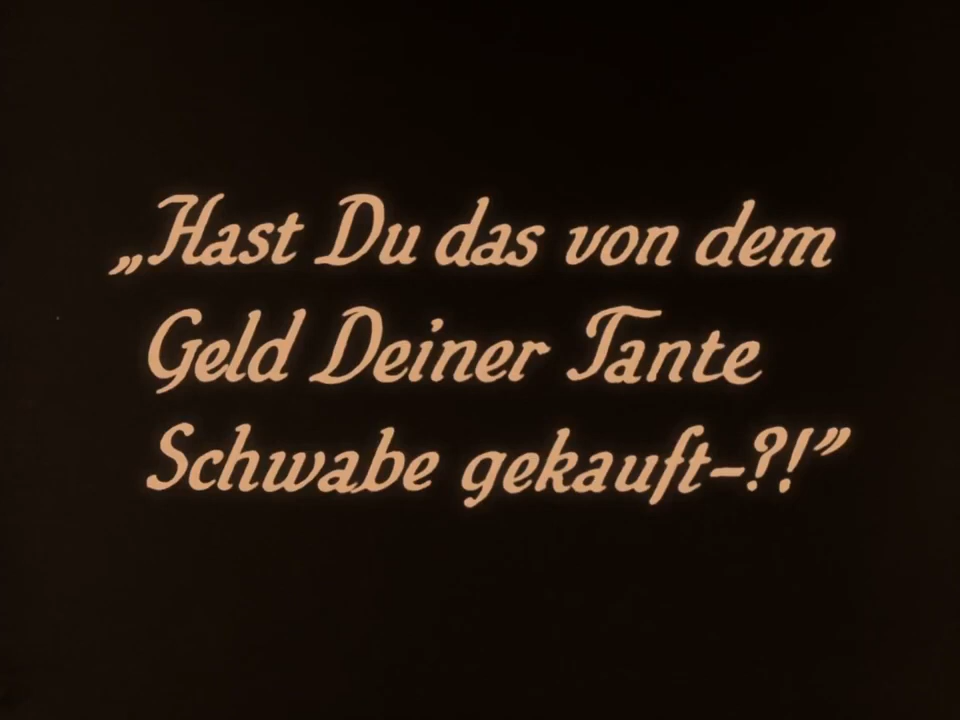 „Hast Du das von dem
Geld Deiner Tante
Schwabe gekauft-?!”